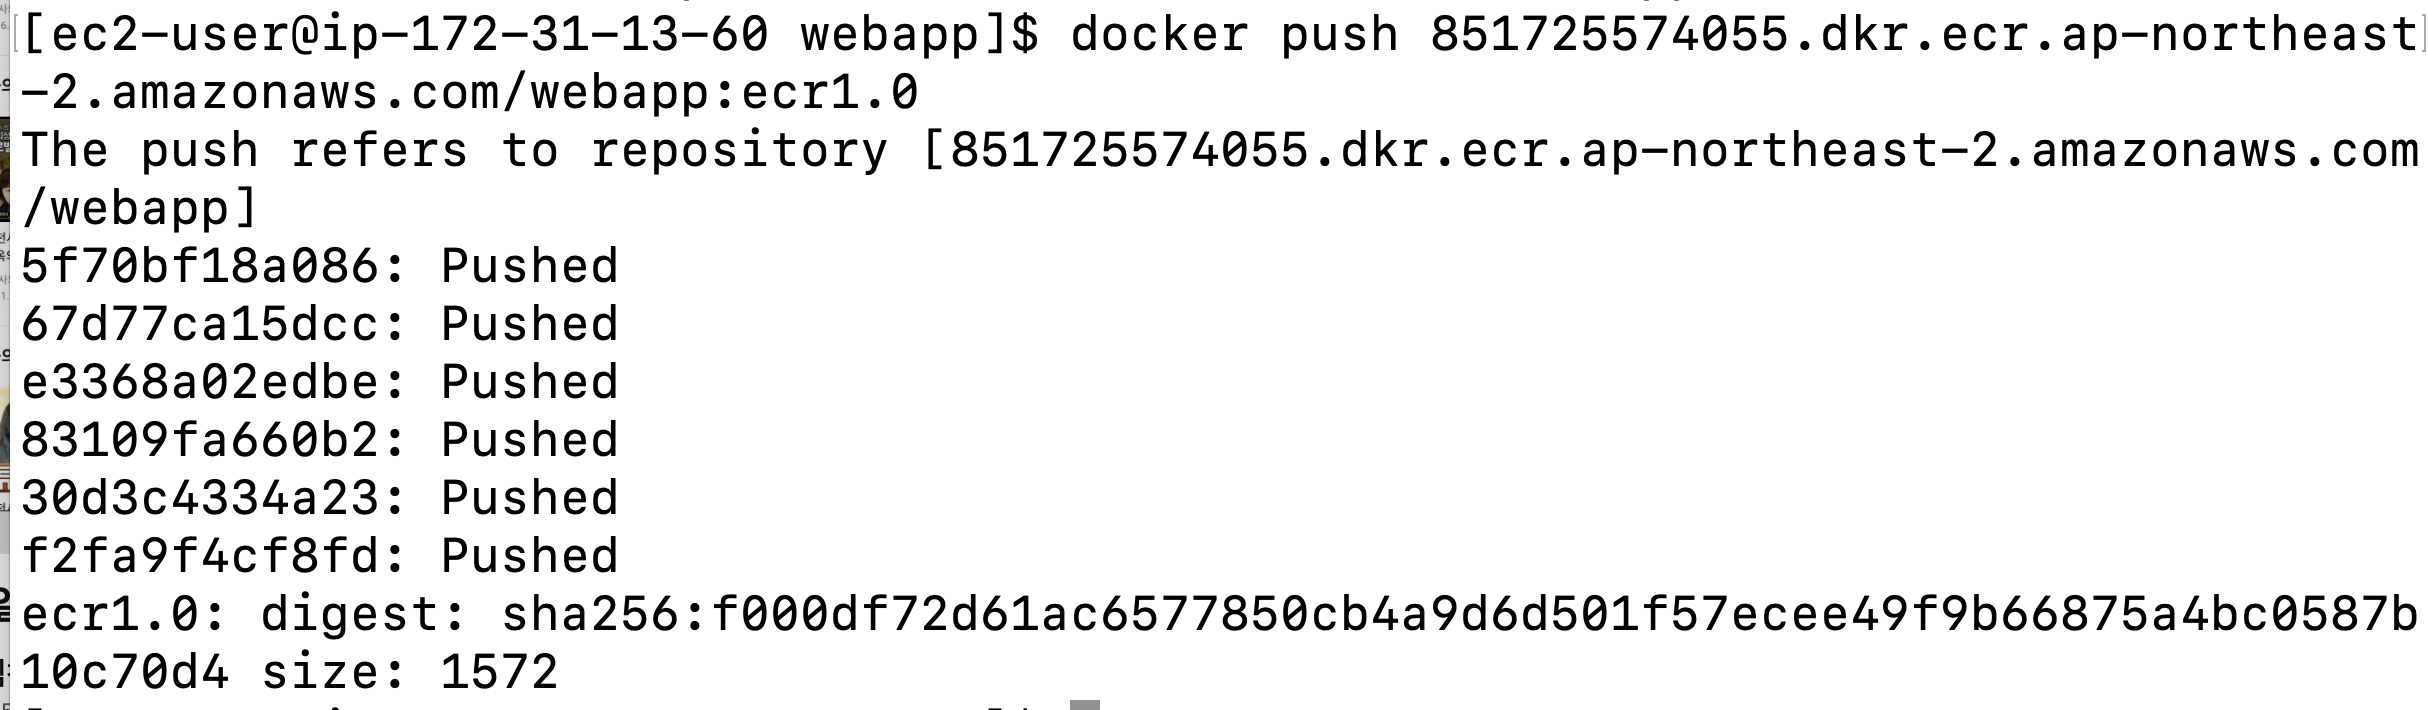 [ec2-user@ip-172-31-13-60 webapp]$ docker push 851725574055.dkr.ecr.ap-northeast
-2.amazonaws.com/webapp:ecr1.0
The push refers to repository [851725574055.dkr.ecr.ap-northeast-2.amazonaws.com
/webapp]
5f70bf18a086: Pushed
67d77ca15dcc: Pushed
e3368a02edbe: Pushed
83109fa660b2: Pushed
30d3c4334a23: Pushed
f2fa9f4cf8fd: Pushed
ecr1.0: digest: sha256:f000df72d61ac6577850cb4a9d6d501f57ecee49f9b66875a4bc0587b
10c70d4 size: 1572